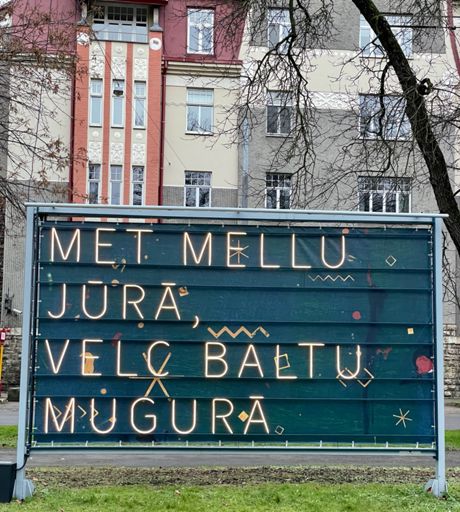 MET MELLU
JŪRĀ,
VELC BALTU
MUGURĀ